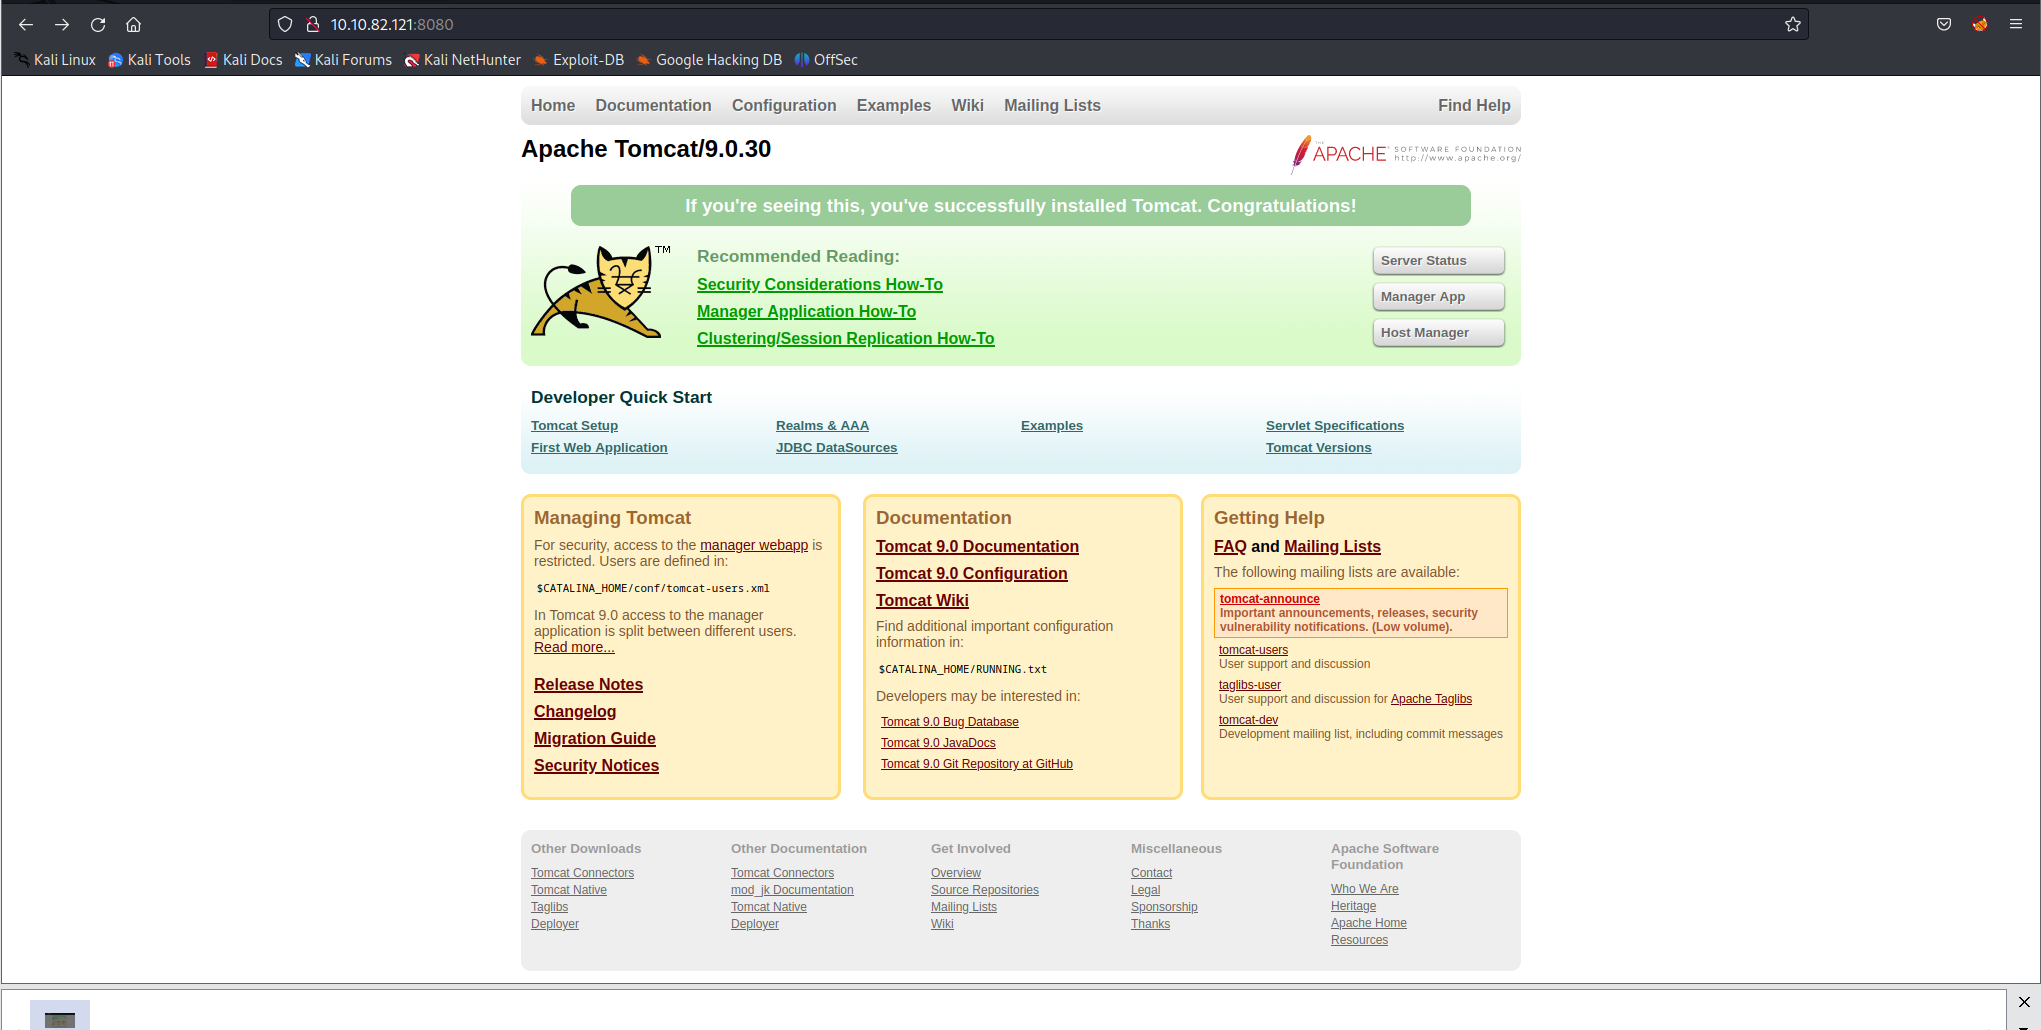 10.10.82.121:8080
Kali Linux Kali Tools Kali Docs Kali Forums Kali NetHunter Exploit-DB Google Hacking DB OffSec
Home Documentation Configuration Examples Wiki Mailing Lists Find Help
Apache Tomcat/9.0.30
THE APACHE SOFTWARE FOUNDATION
http://www.apache.org/
If you're seeing this, you've successfully installed Tomcat. Congratulations!
TM
Recommended Reading:
Security Considerations How-To
Manager Application How-To
Clustering/Session Replication How-To
Server Status
Manager App
Host Manager
Developer Quick Start
Tomcat Setup
First Web Application
Realms & AAA
JDBC DataSources
Examples
Servlet Specifications
Tomcat Versions
Managing Tomcat
For security, access to the manager webapp is
restricted. Users are defined in:
$CATALINA_HOME/conf/tomcat-users.xml
In Tomcat 9.0 access to the manager
application is split between different users.
Read more...
Release Notes
Changelog
Migration Guide
Security Notices
Documentation
Tomcat 9.0 Documentation
Tomcat 9.0 Configuration
Tomcat Wiki
Find additional important configuration
information in:
$CATALINA_HOME/RUNNING.txt
Developers may be interested in:
Tomcat 9.0 Bug Database
Tomcat 9.0 JavaDocs
Tomcat 9.0 Git Repository at GitHub
Getting Help
FAQ and Mailing Lists
The following mailing lists are available:
tomcat-announce
Important announcements, releases, security
vulnerability notifications. (Low volume).
tomcat-users
User support and discussion
taglibs-user
User support and discussion for Apache Taglibs
tomcat-dev
Development mailing list, including commit messages
Other Downloads
Tomcat Connectors
Tomcat Native
Taglibs
Deployer
Other Documentation
Tomcat Connectors
mod_jk Documentation
Tomcat Native
Deployer
Get Involved
Overview
Source Repositories
Mailing Lists
Wiki
Miscellaneous
Contact
Legal
Sponsorship
Thanks
Apache Software
Foundation
Who We Are
Heritage
Apache Home
Resources